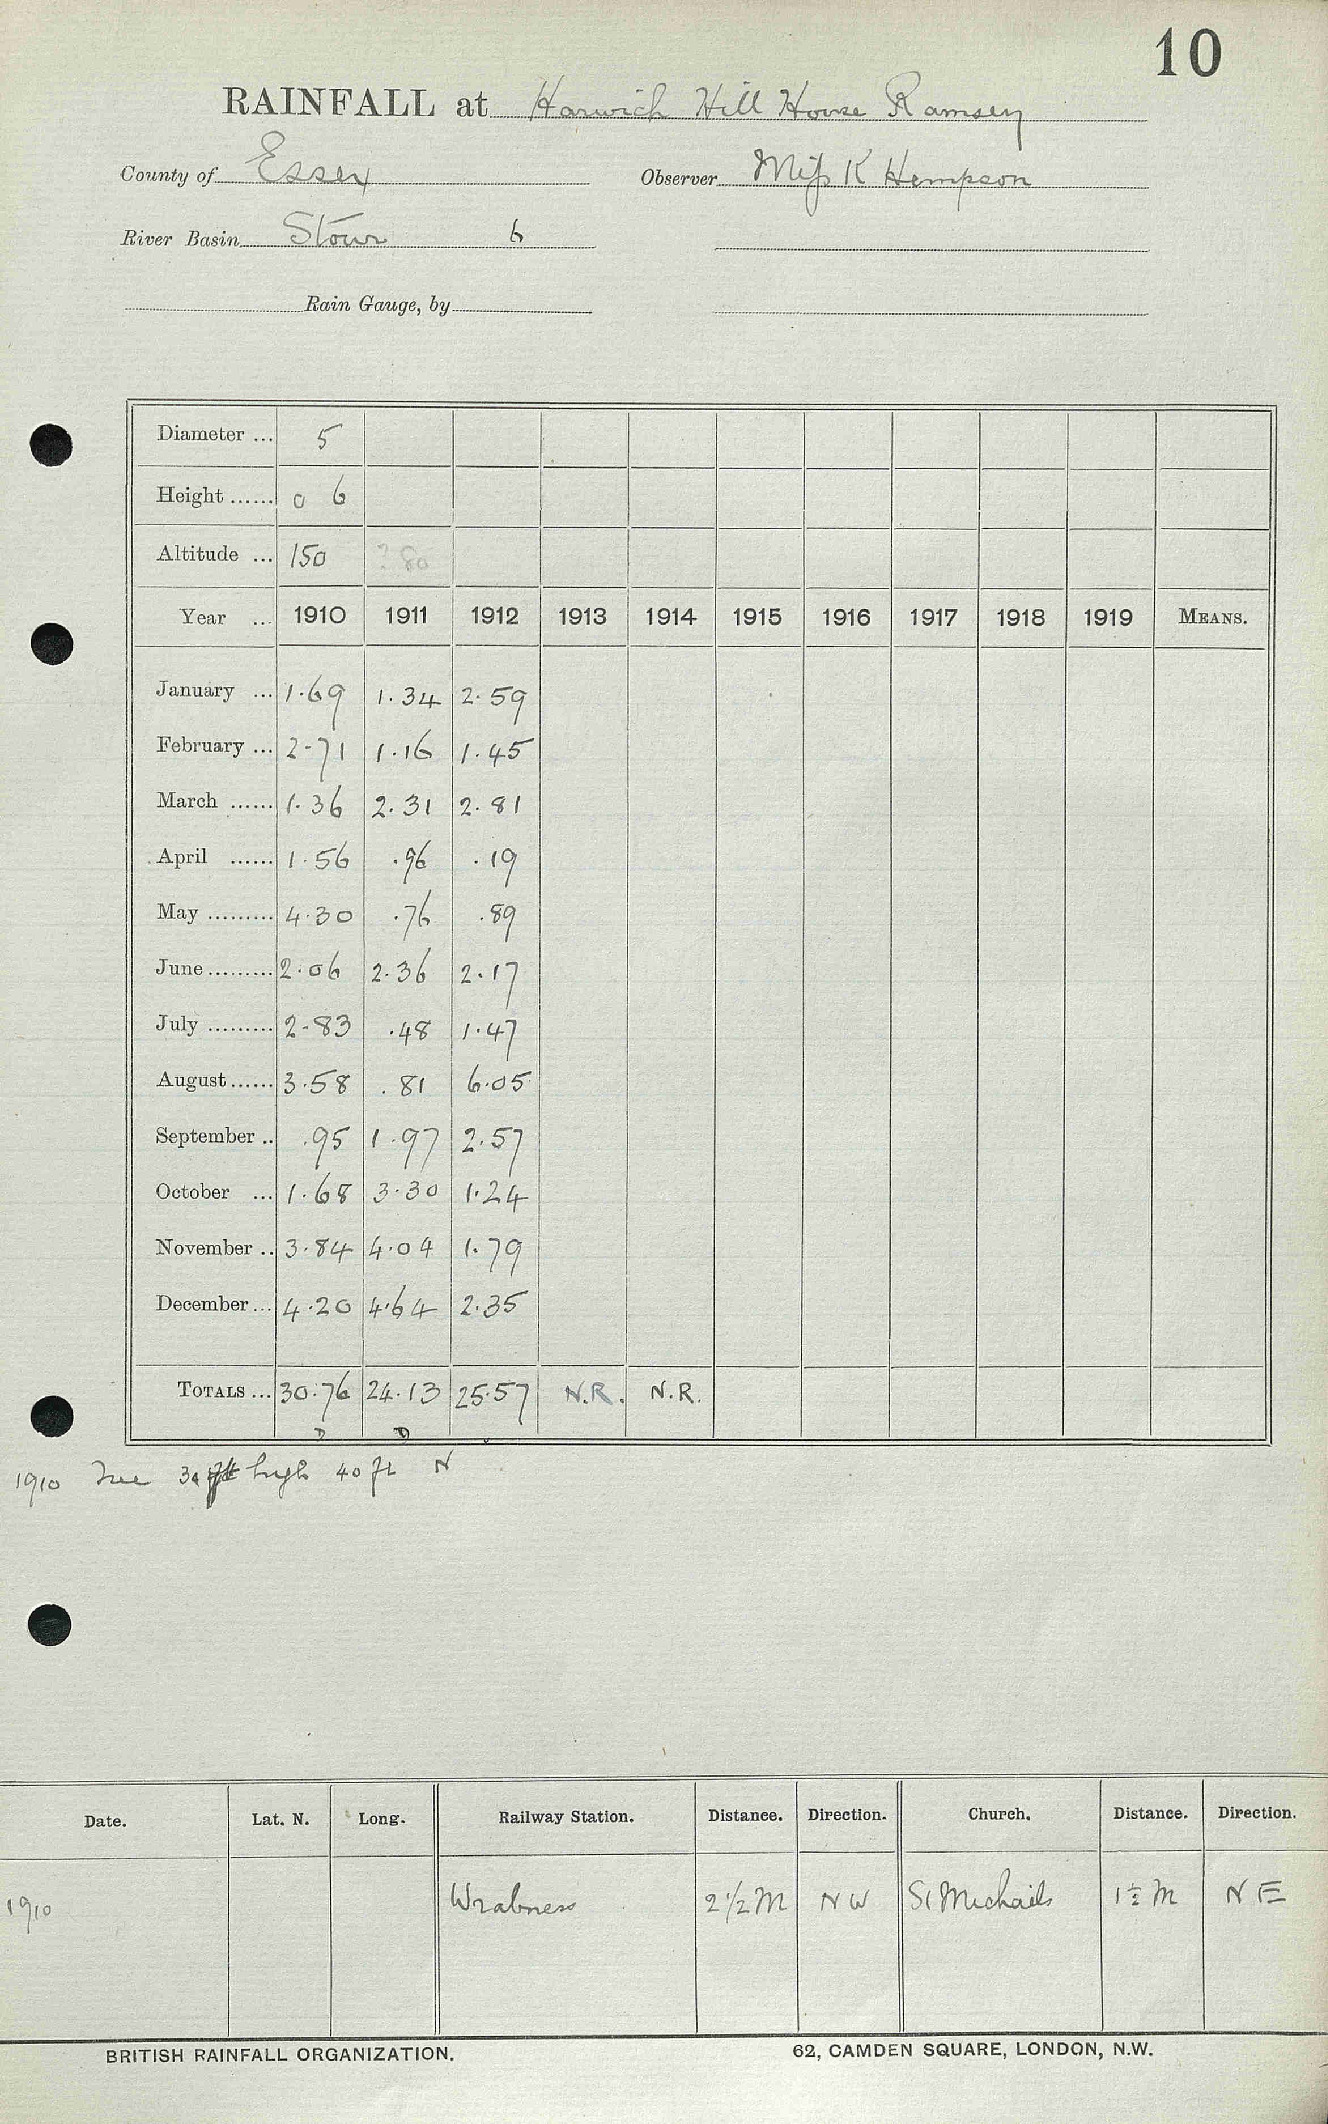 10
RAINFALL at Harwich Hill House Ramsey
County of Essex Observer Miss K Hempson
River Basin Stour 6
Rain Gauge, by
Diameter ... 5
Height ...... 0 6
Altitude ... 150 ? 80
Year ... 1910 1911 1912 1913 1914 1915 1916 1917 1918 1919 MEANS.
January ... 1.69 1.34 2.59
February ... 2.71 1.16 1.45
March ...... 1.36 2.31 2.81
April ...... 1.56 .96 .19
May ......... 4.30 .76 .89
June ......... 2.06 2.36 2.17
July ......... 2.83 .48 1.47
August ...... 3.58 .81 6.05
September .. .95 1.97 2.57
October ... 1.68 3.30 1.24
November .. 3.84 4.04 1.79
December ... 4.20 4.64 2.35
TOTALS ... 30.76 24.13 25.57 N.R. N.R.
1910 Tree 30 ft high 40 ft N
Date. Lat. N. Long. Railway Station. Distance. Direction. Church. Distance. Direction.
1910 Wrabness 2 1/2 M N W St Michaels 1 1/2 M N E
BRITISH RAINFALL ORGANIZATION. 62, CAMDEN SQUARE, LONDON, N.W.